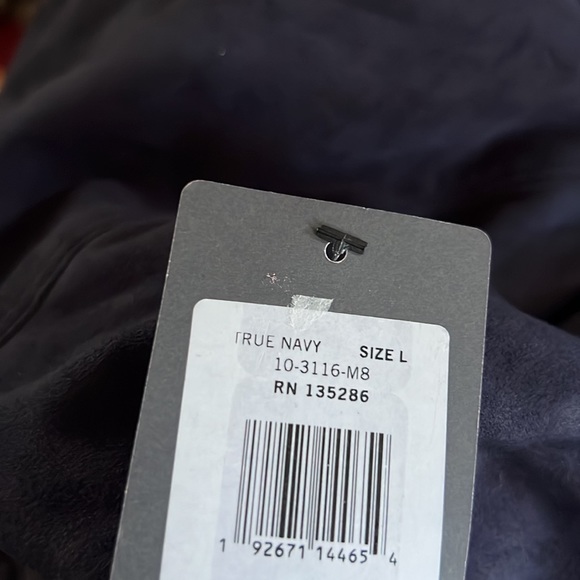 TRUE NAVY SIZE L
10-3116-M8
RN 135286
1 92671 14465 4